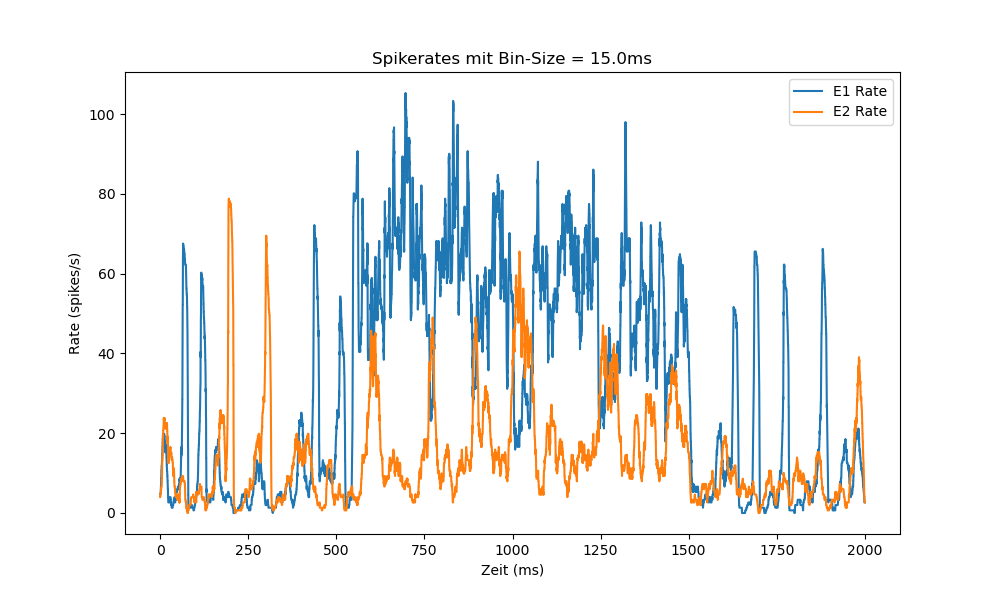 Spikerates mit Bin-Size = 15.0ms
E1 Rate
E2 Rate
Rate (spikes/s)
100
80
60
40
20
0
0 250 500 750 1000 1250 1500 1750 2000
Zeit (ms)